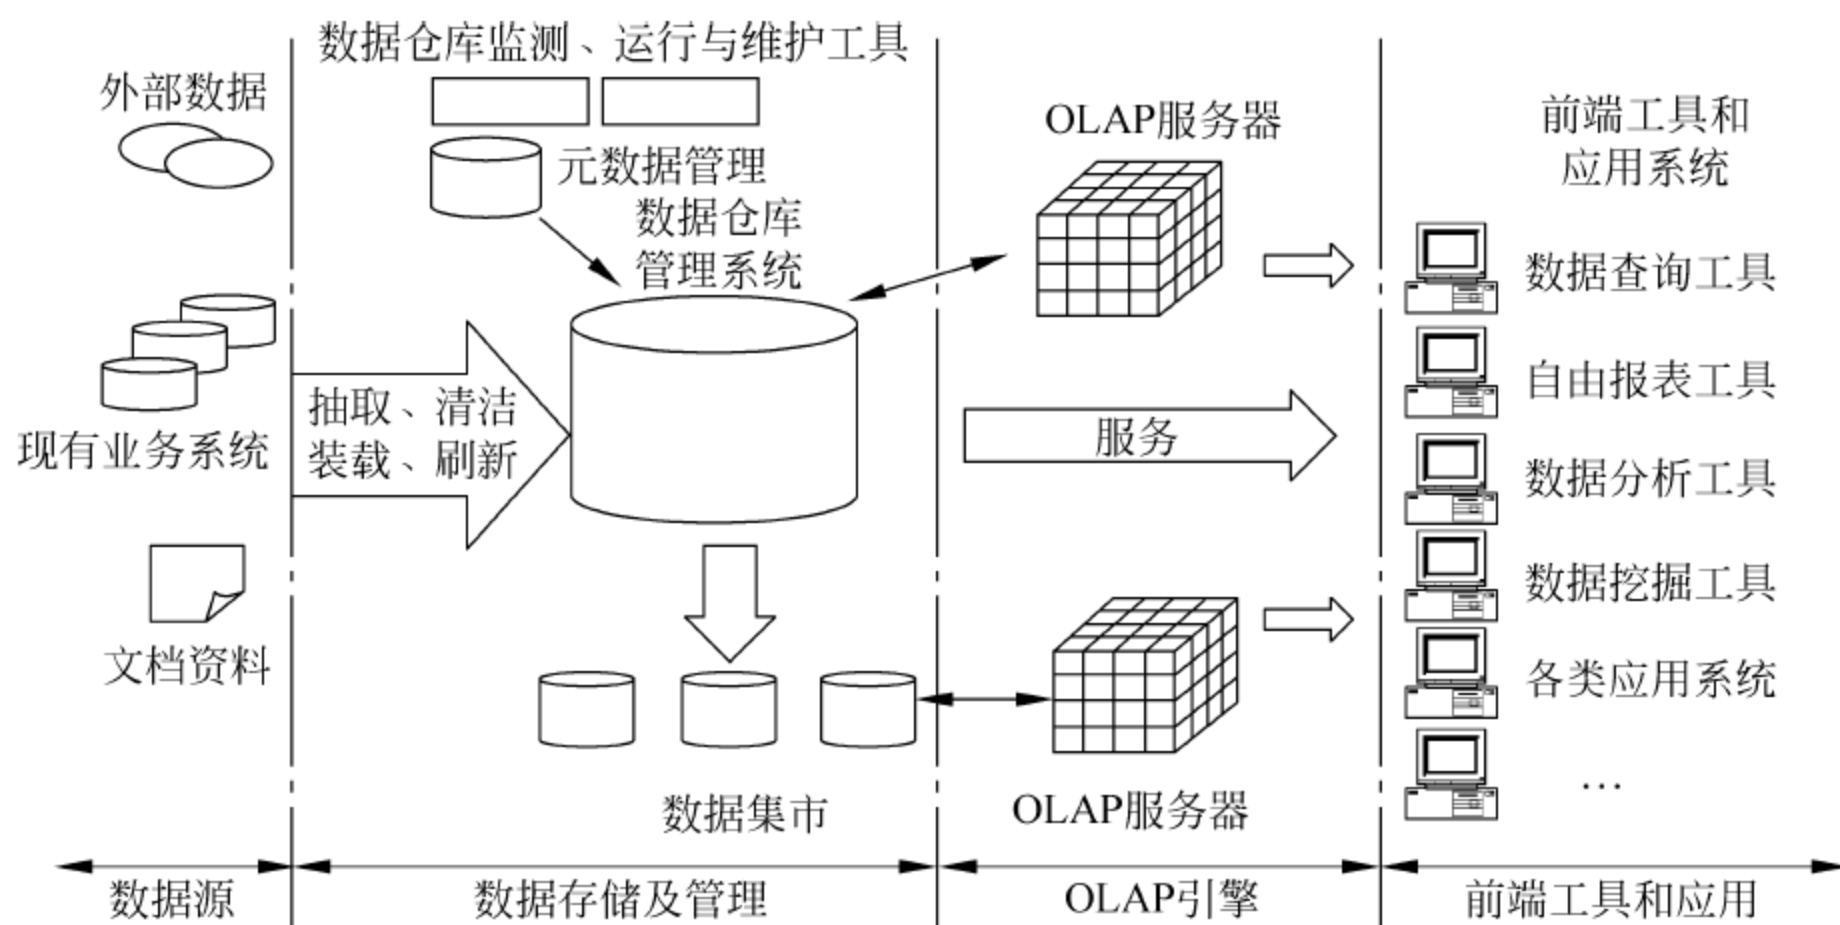 数据仓库监测、运行与维护工具
外部数据
元数据管理
数据仓库
管理系统
现有业务系统
抽取、清洁
装载、刷新
文档资料
数据集市
OLAP服务器
服务
OLAP服务器
前端工具和
应用系统
数据查询工具
自由报表工具
数据分析工具
数据挖掘工具
各类应用系统
…
数据源
数据存储及管理
OLAP引擎
前端工具和应用